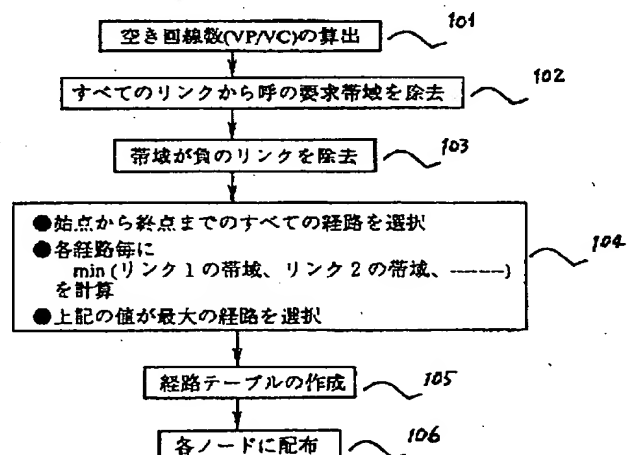 空き回線数(VP/VC)の算出
101
すべてのリンクから呼の要求帯域を除去
102
帯域が負のリンクを除去
103
●始点から終点までのすべての経路を選択
●各経路毎に
min (リンク1の帯域、リンク2の帯域、------)
を計算
●上記の値が最大の経路を選択
104
経路テーブルの作成
105
各ノードに配布
106